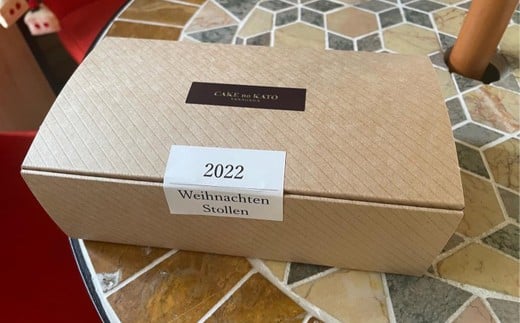 CAKE no KATO
2022
Weihnachten
Stollen